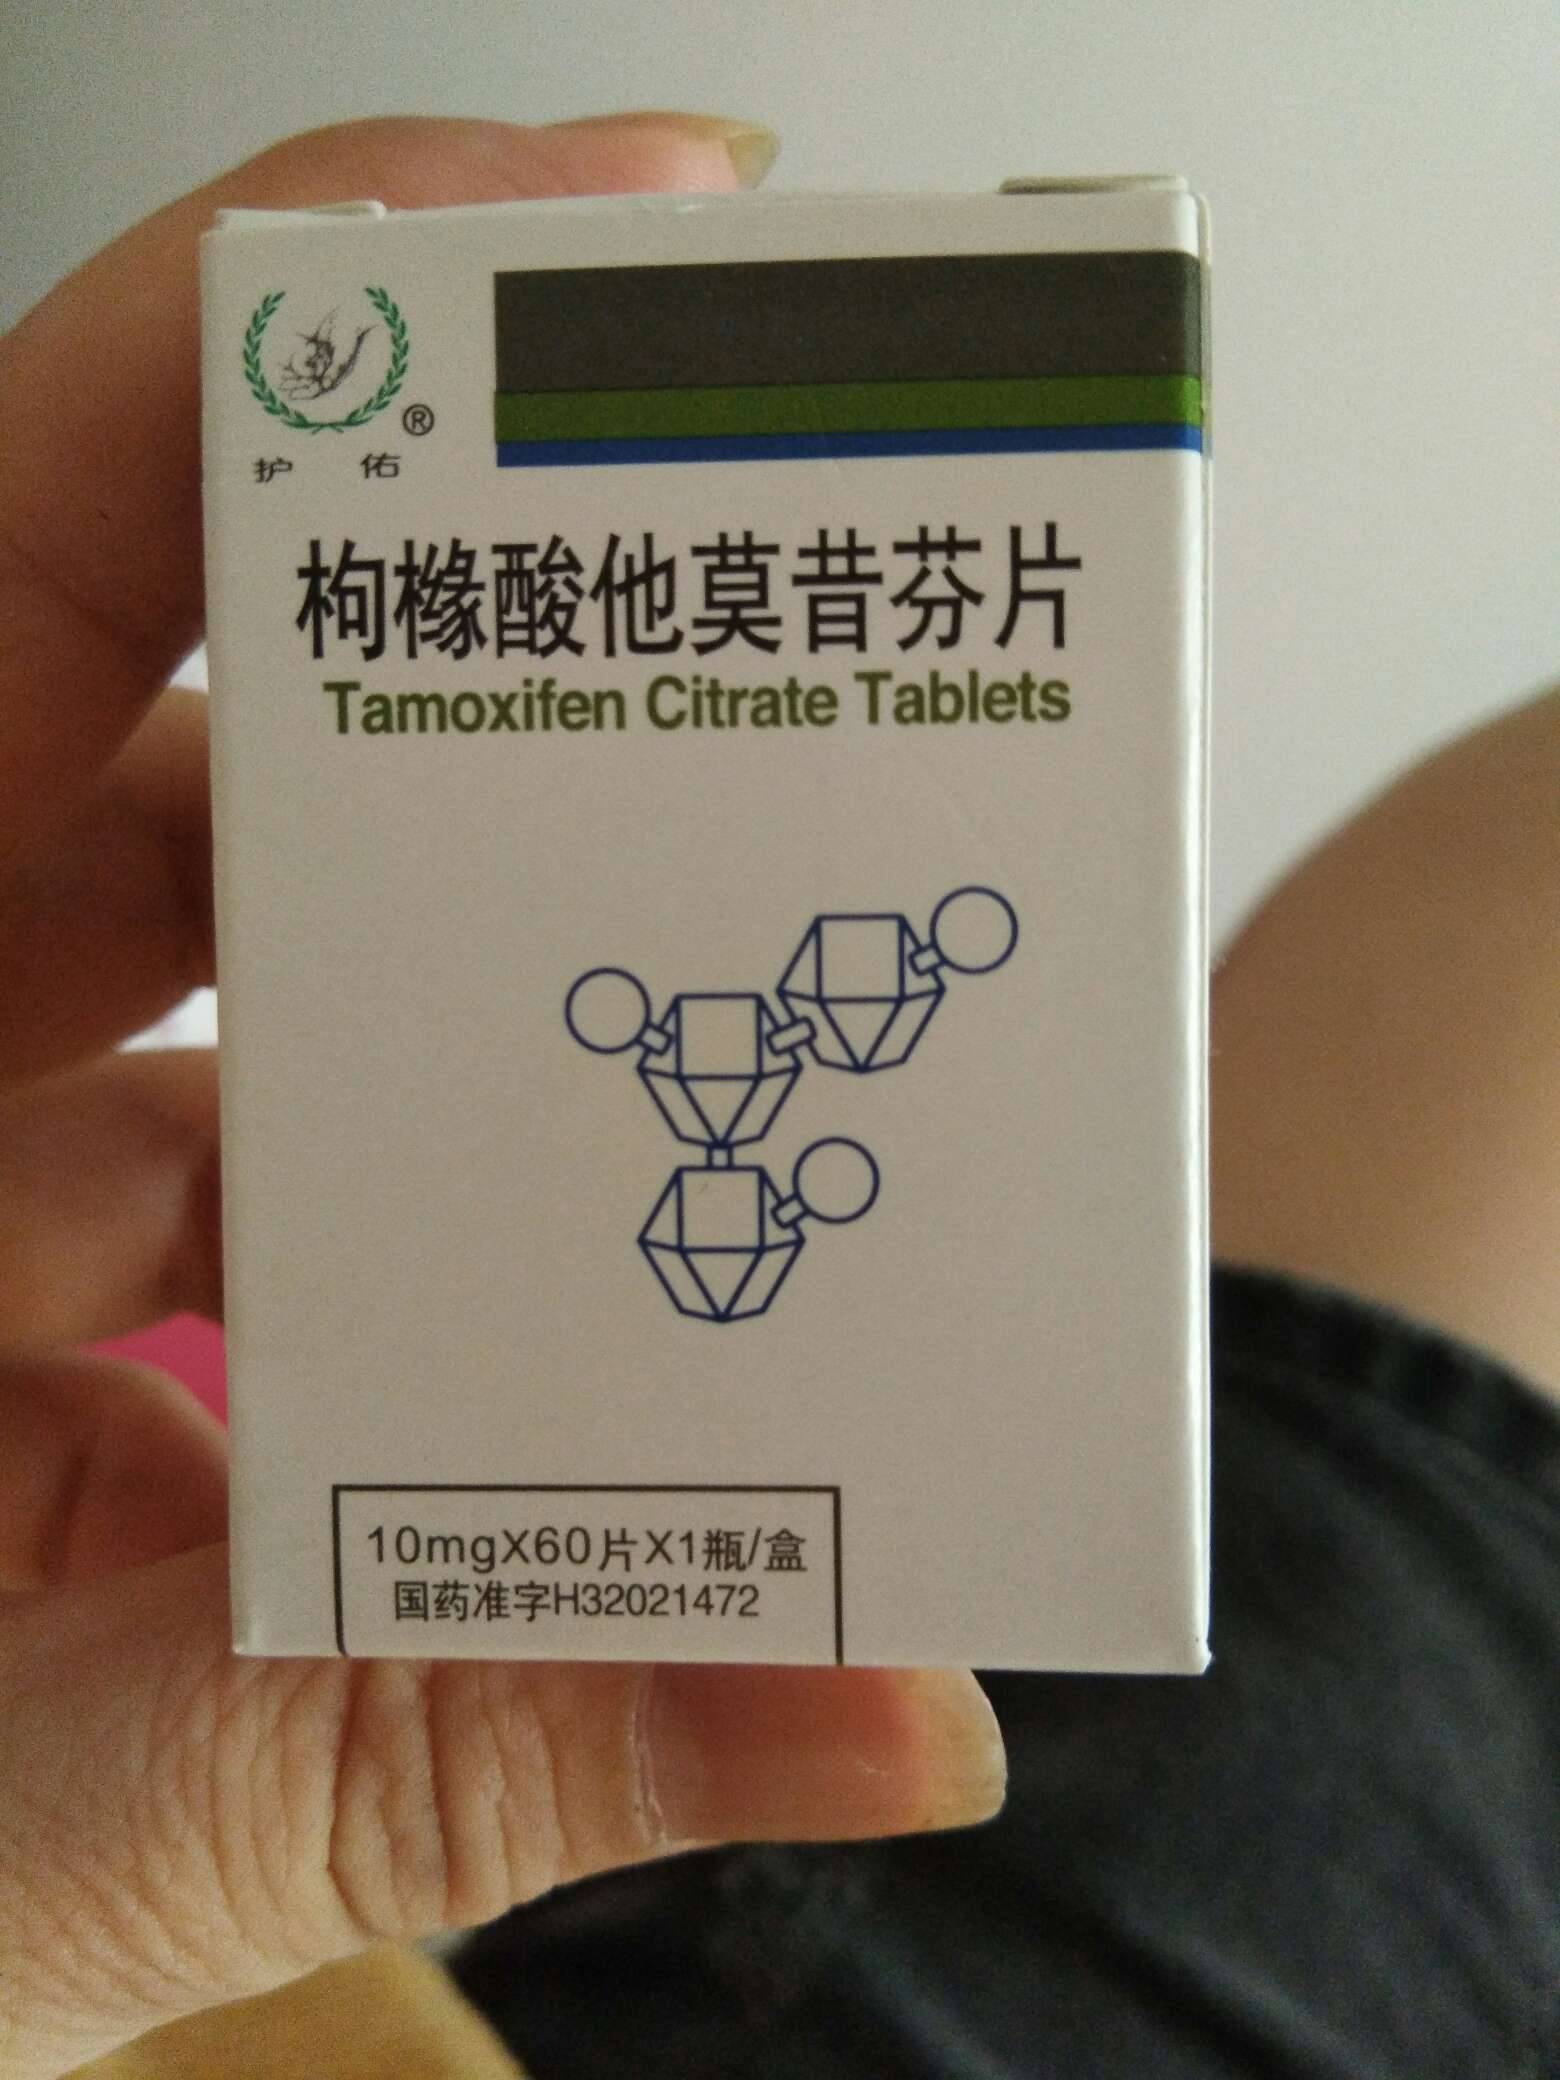 ®
护佑
枸橼酸他莫昔芬片
Tamoxifen Citrate Tablets
10mgX60片X1瓶/盒
国药准字H32021472